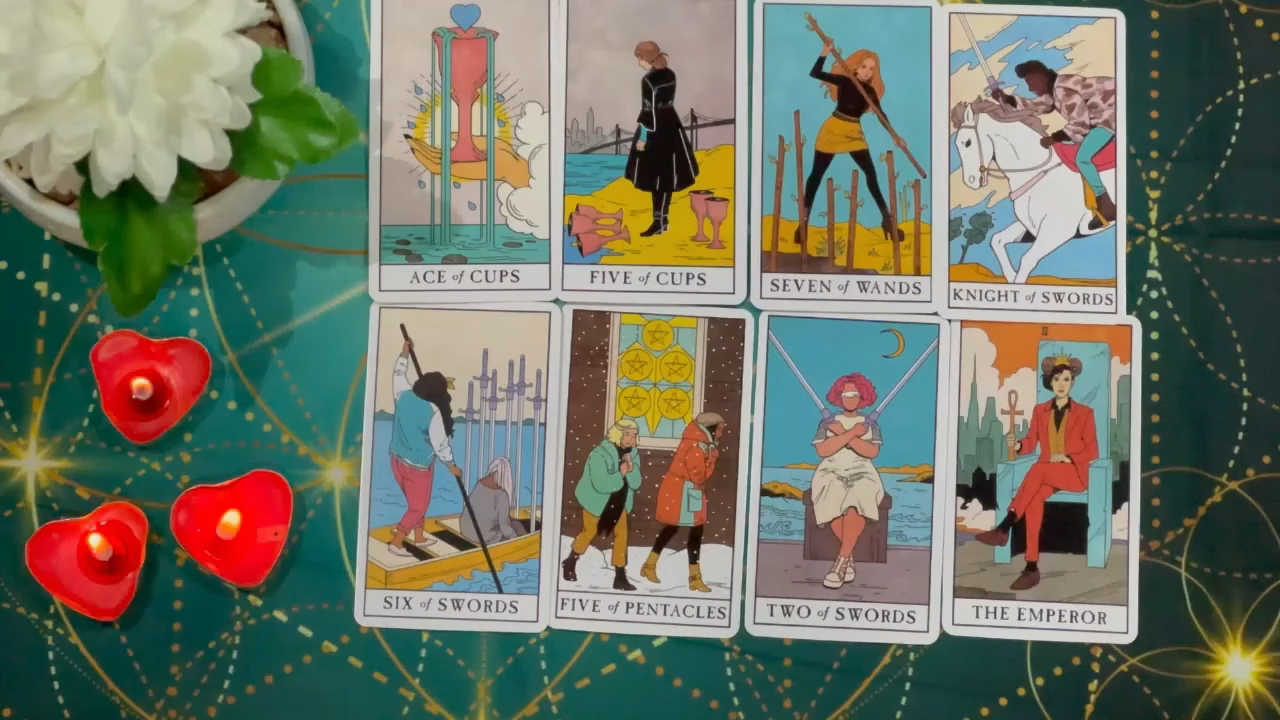 ACE of CUPS
FIVE of CUPS
SEVEN of WANDS
KNIGHT of SWORDS
SIX of SWORDS
FIVE of PENTACLES
TWO of SWORDS
IV
THE EMPEROR